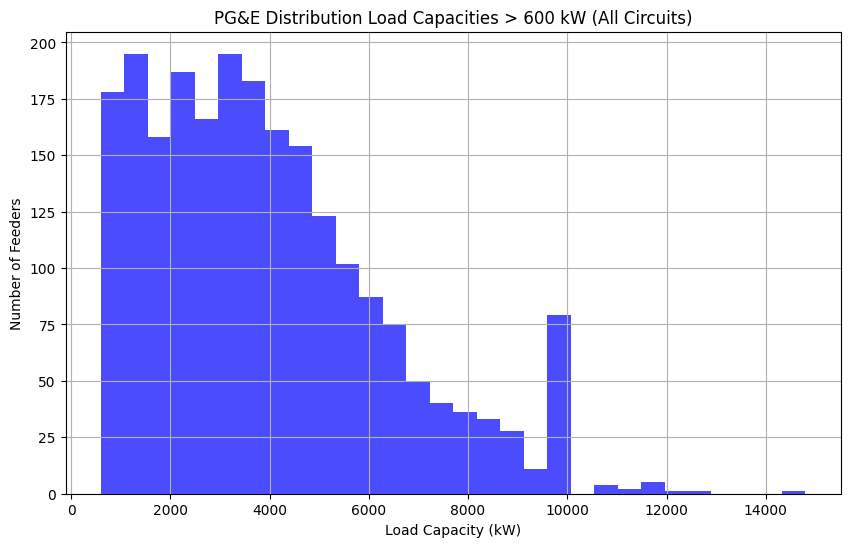 PG&E Distribution Load Capacities > 600 kW (All Circuits)
200
175
150
125
100
75
50
25
0
Number of Feeders
0 2000 4000 6000 8000 10000 12000 14000
Load Capacity (kW)